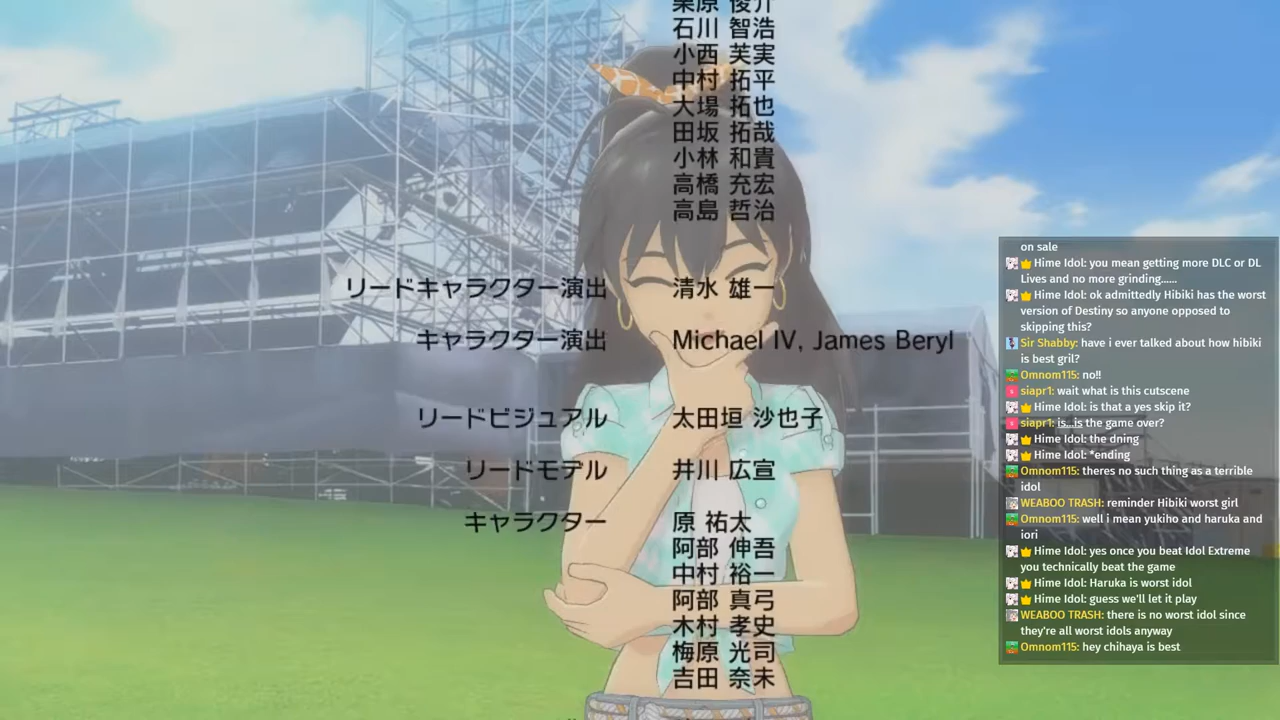 栗原 俊介
石川 智浩
小西 芙実
中村 拓平
大場 拓也
田坂 拓哉
小林 和貴
高橋 充宏
高島 哲治
リードキャラクター演出 清水 雄一
キャラクター演出 Michael IV, James Beryl
リードビジュアル 太田垣 沙也子
リードモデル 井川 広宣
キャラクター 原 祐太
阿部 伸吾
中村 裕一
阿部 真弓
木村 孝史
梅原 光司
吉田 奈未
on sale
Hime Idol: you mean getting more DLC or DL
Lives and no more grinding......
Hime Idol: ok admittedly Hibiki has the worst
version of Destiny so anyone opposed to
skipping this?
Sir Shabby: have i ever talked about how hibiki
is best gril?
Omnom115: no!!
siapr1: wait what is this cutscene
Hime Idol: is that a yes skip it?
siapr1: is...is the game over?
Hime Idol: the dning
Hime Idol: *ending
Omnom115: theres no such thing as a terrible
idol
WEABOO TRASH: reminder Hibiki worst girl
Omnom115: well i mean yukiho and haruka and
iori
Hime Idol: yes once you beat Idol Extreme
you technically beat the game
Hime Idol: Haruka is worst idol
Hime Idol: guess we'll let it play
WEABOO TRASH: there is no worst idol since
they're all worst idols anyway
Omnom115: hey chihaya is best